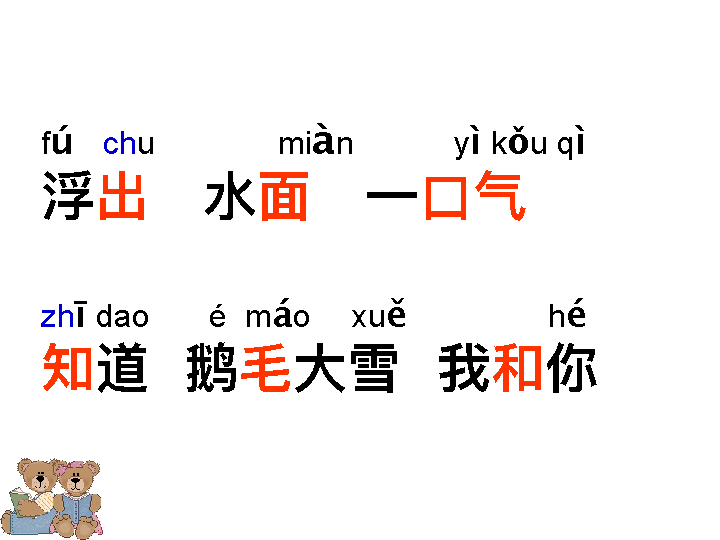 fú chu miàn yì kǒu qì
浮出 水面 一口气
zhī dao é máo xuě hé
知道 鹅毛大雪 我和你